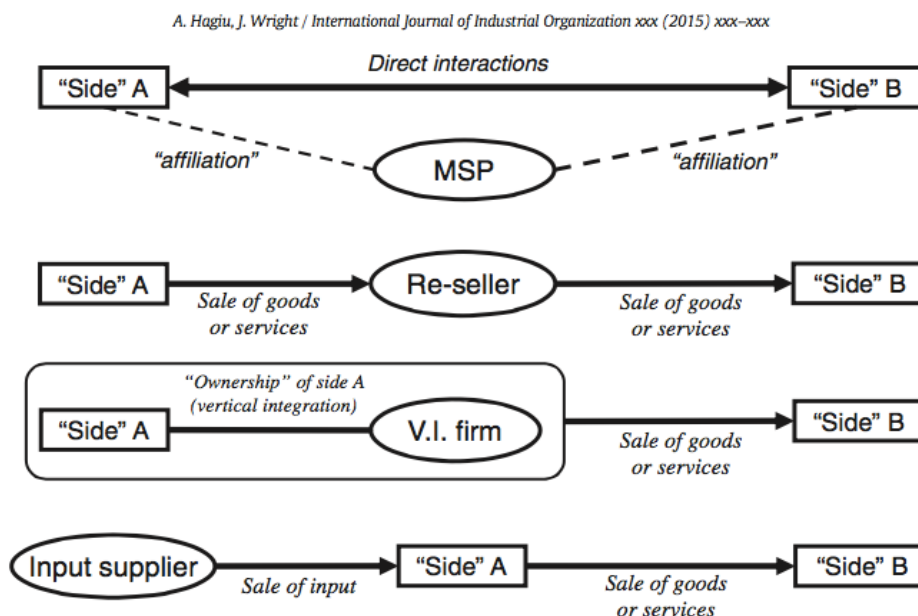 A. Hagiu, J. Wright / International Journal of Industrial Organization xxx (2015) xxx–xxx
Direct interactions
“Side” A
“Side” B
“affiliation”
MSP
“affiliation”
“Side” A
Re-seller
“Side” B
Sale of goods
or services
Sale of goods
or services
“Ownership” of side A
(vertical integration)
“Side” A
V.I. firm
“Side” B
Sale of goods
or services
Input supplier
“Side” A
“Side” B
Sale of input
Sale of goods
or services